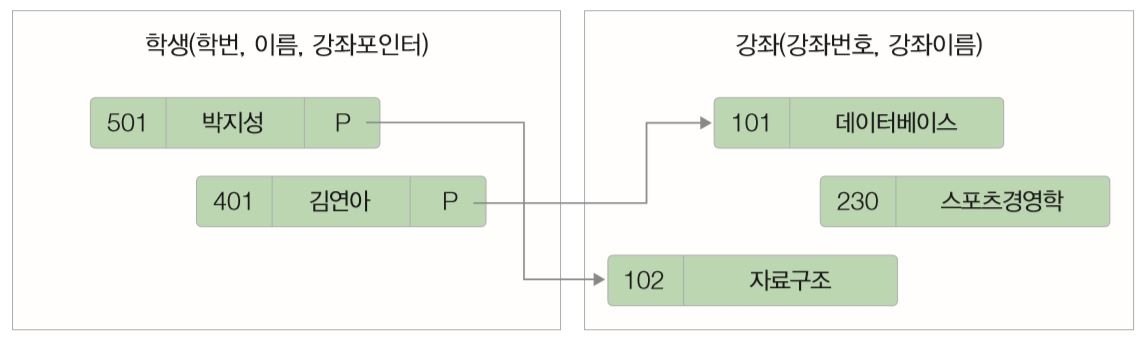 학생(학번, 이름, 강좌포인터)
501 박지성 P
401 김연아 P
강좌(강좌번호, 강좌이름)
101 데이터베이스
230 스포츠경영학
102 자료구조